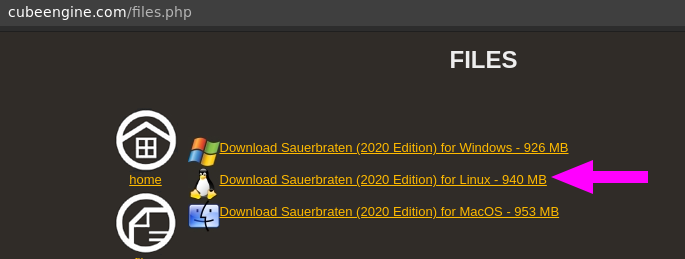 cubeengine.com/files.php
FILES
Download Sauerbraten (2020 Edition) for Windows - 926 MB
home
Download Sauerbraten (2020 Edition) for Linux - 940 MB
Download Sauerbraten (2020 Edition) for MacOS - 953 MB